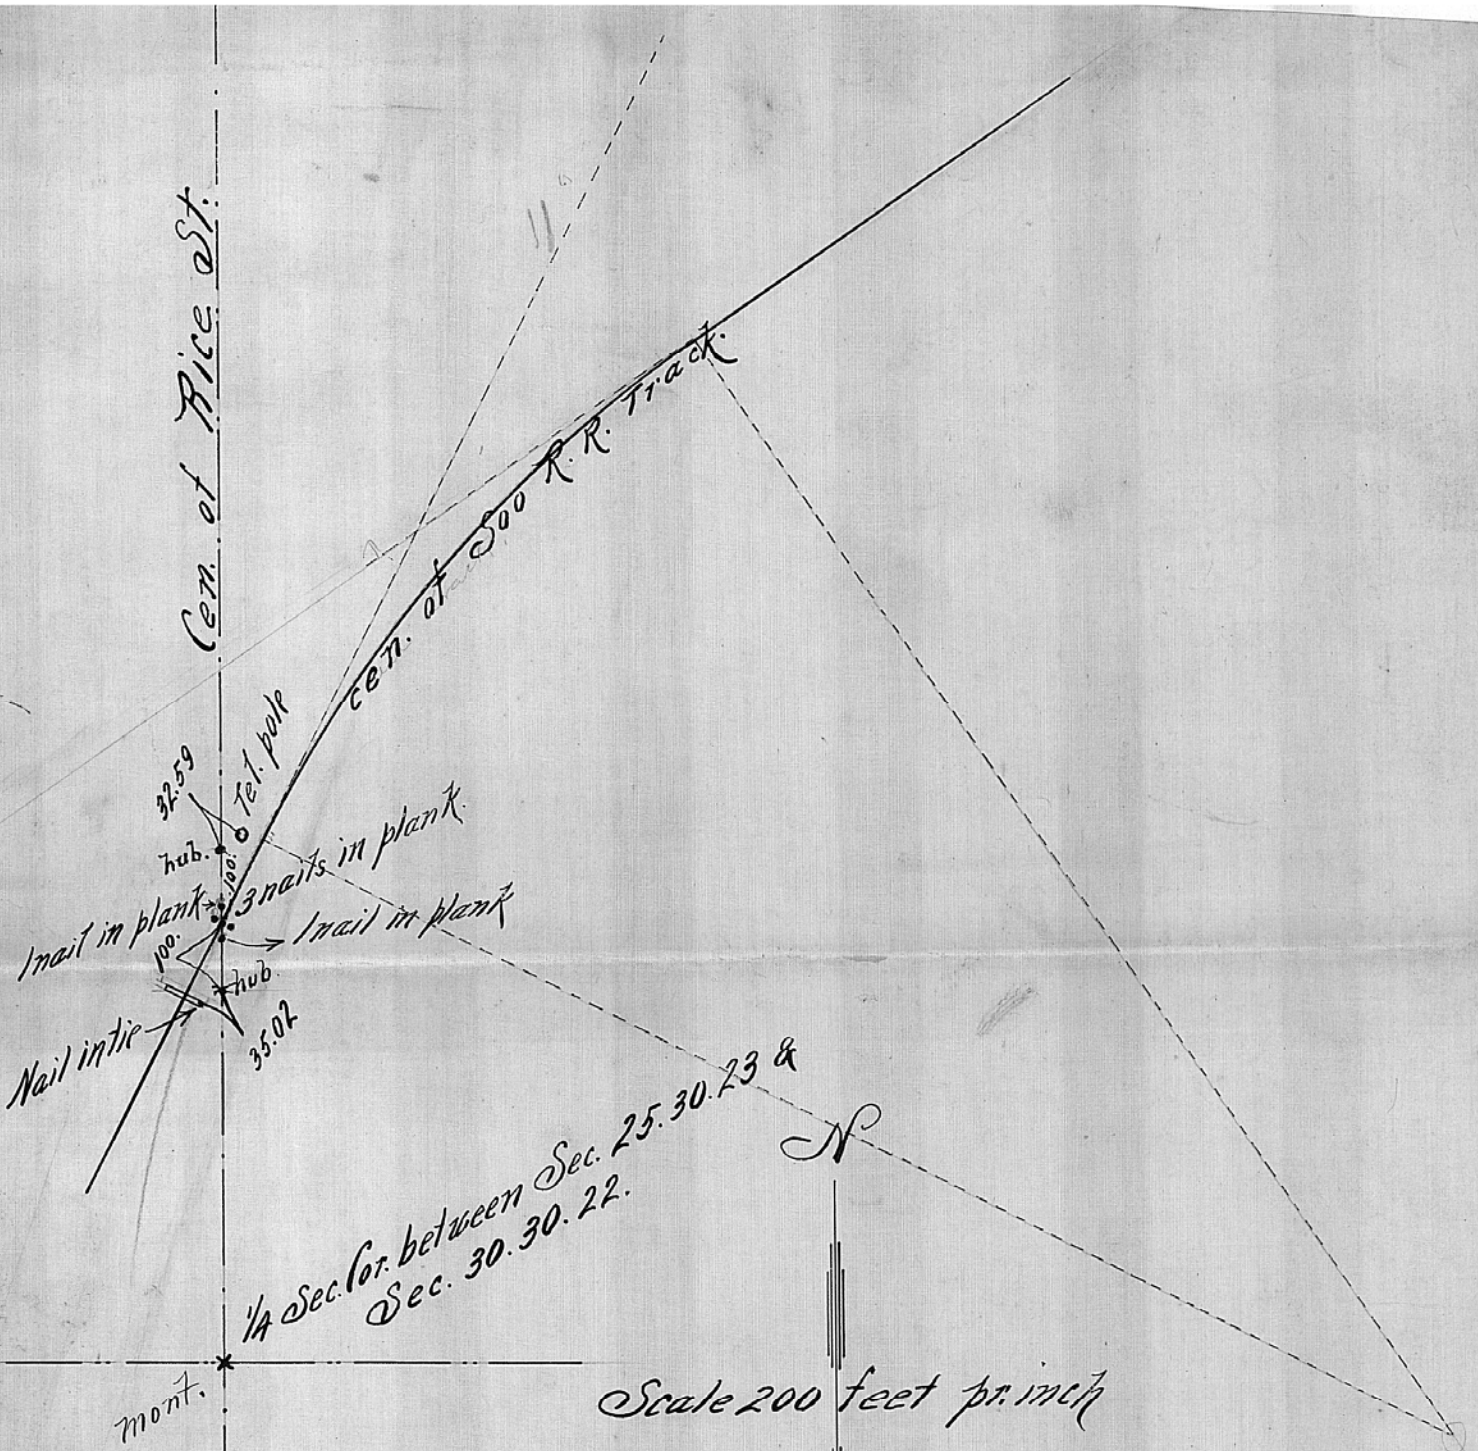 Cen. of Rice St.
cen. of Soo R. R. Track.
32.59
Tel. pole
hub.
100.
3 nails in plank.
1 nail in plank
1 nail in plank
100.
hub.
Nail in tie
35.02
1/4 Sec. Cor. between Sec. 25. 30. 23 &
Sec. 30. 30. 22.
N
mont.
Scale 200 feet pr. inch